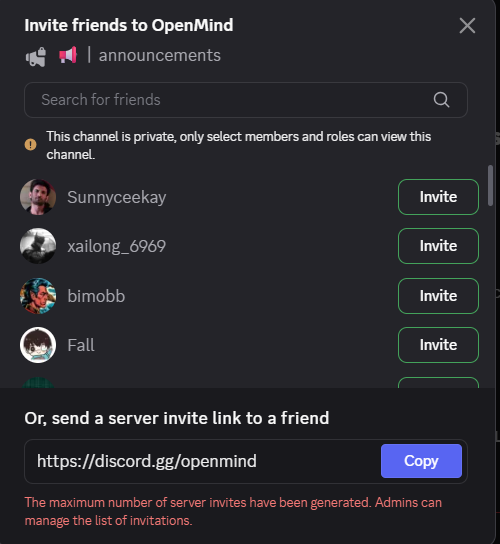 Invite friends to OpenMind
| announcements
Search for friends
This channel is private, only select members and roles can view this
channel.
Sunnyceekay
Invite
xailong_6969
Invite
bimobb
Invite
Fall
Invite
Or, send a server invite link to a friend
https://discord.gg/openmind
Copy
The maximum number of server invites have been generated. Admins can
manage the list of invitations.